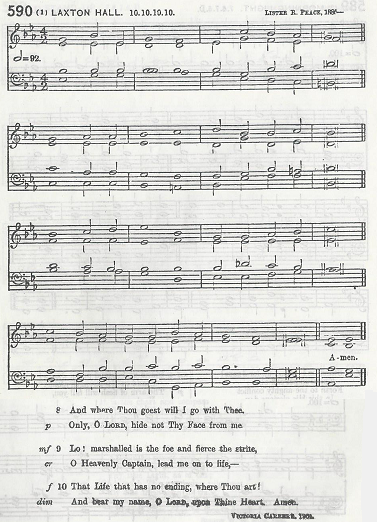 590 (1) LAXTON HALL. 10.10.10.10. LISTER R. PEACE, 1885.—
=92.
A-men.
8 And where Thou goest will I go with Thee.
p Only, O LORD, hide not Thy Face from me
mf 9 Lo! marshalled is the foe and fierce the strife,
cr O Heavenly Captain, lead me on to life,—
f 10 That Life that has no ending, where Thou art!
dim And bear my name, O LORD, upon Thine Heart. Amen.
VICTORIA CARBERY, 1902.